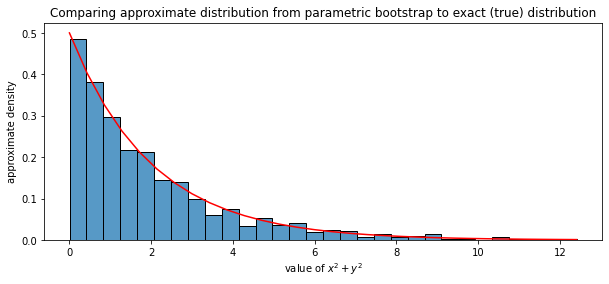 Comparing approximate distribution from parametric bootstrap to exact (true) distribution
0.5
0.4
0.3
0.2
0.1
0.0
approximate density
0 2 4 6 8 10 12
value of x² + y²